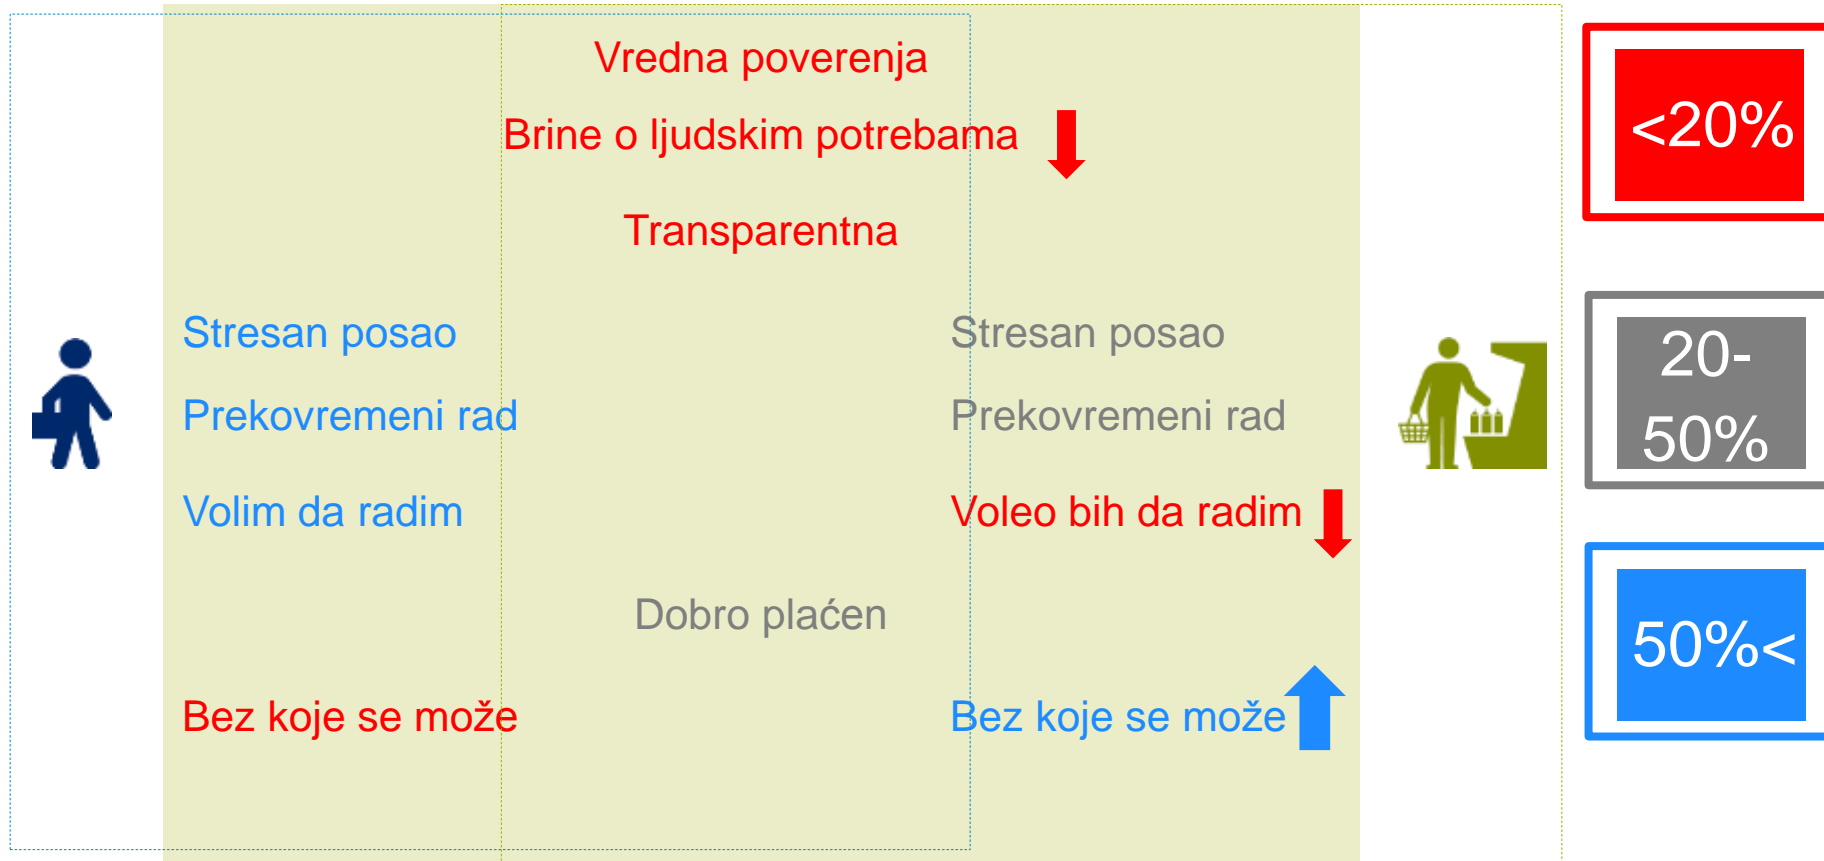 Vredna poverenja
Brine o ljudskim potrebama
Transparentna
Stresan posao
Stresan posao
Prekovremeni rad
Prekovremeni rad
Volim da radim
Voleo bih da radim
Dobro plaćen
Bez koje se može
Bez koje se može
<20%
20-
50%
50%<